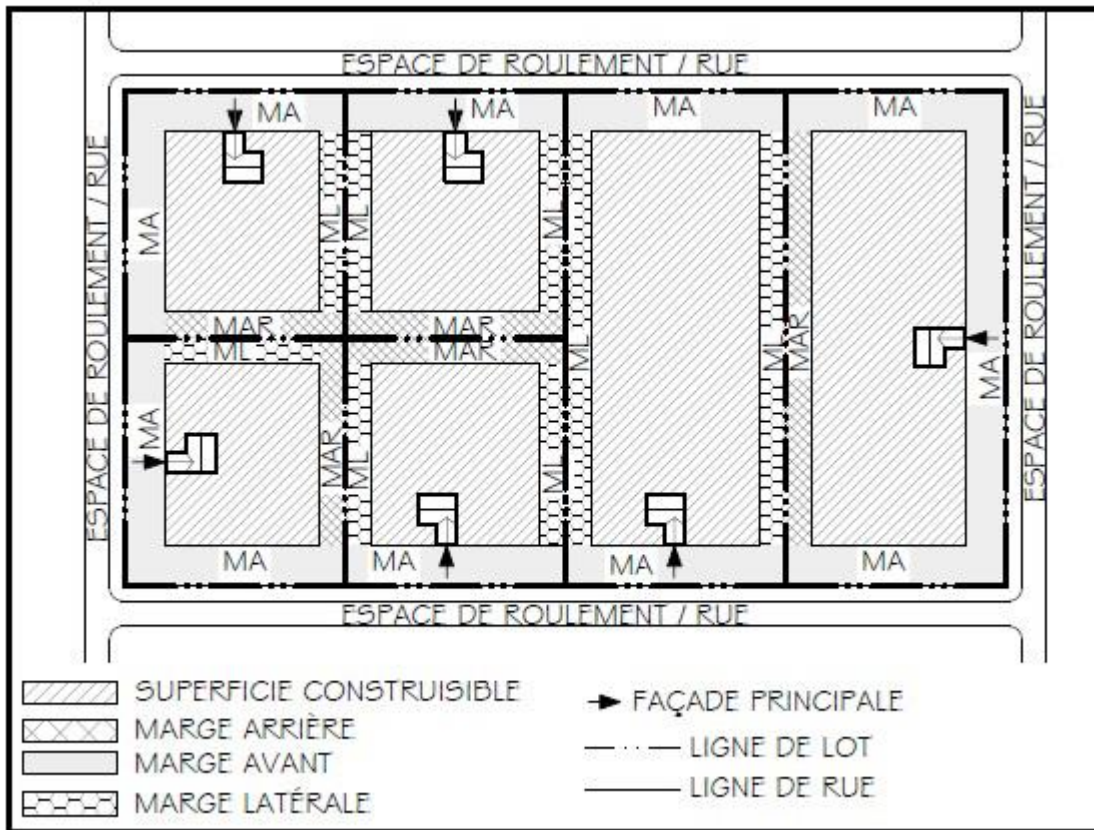 ESPACE DE ROULEMENT / RUE
MA
MA
MA
MA
ESPACE DE ROULEMENT / RUE
MA
ML
ML
ML
ESPACE DE ROULEMENT / RUE
MAR
MAR
ML
MAR
ML
ML
MAR
MA
MA
MAR
ML
ML
MA
MA
MA
MA
ESPACE DE ROULEMENT / RUE
SUPERFICIE CONSTRUISIBLE
MARGE ARRIÈRE
MARGE AVANT
MARGE LATÉRALE
FAÇADE PRINCIPALE
LIGNE DE LOT
LIGNE DE RUE